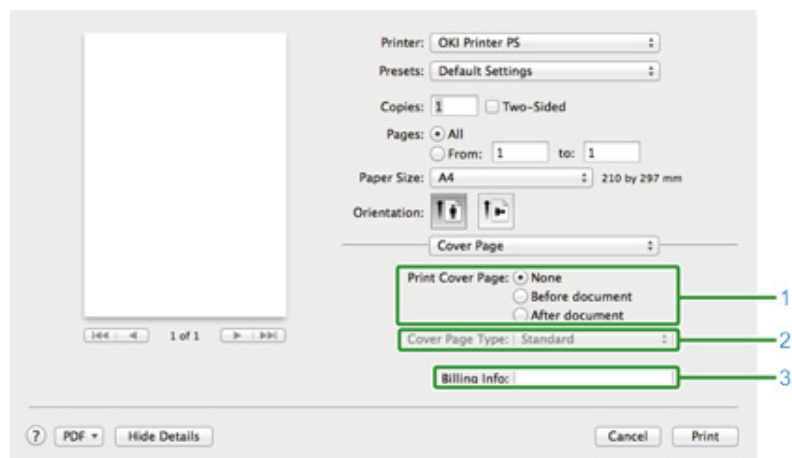 Printer: OKI Printer PS
Presets: Default Settings
Copies: 1 Two-Sided
Pages: All
From: 1 to: 1
Paper Size: A4 210 by 297 mm
Orientation:
Cover Page
Print Cover Page: None
Before document
After document
1
1 of 1
Cover Page Type: Standard
2
Billing Info:
3
? PDF Hide Details Cancel Print